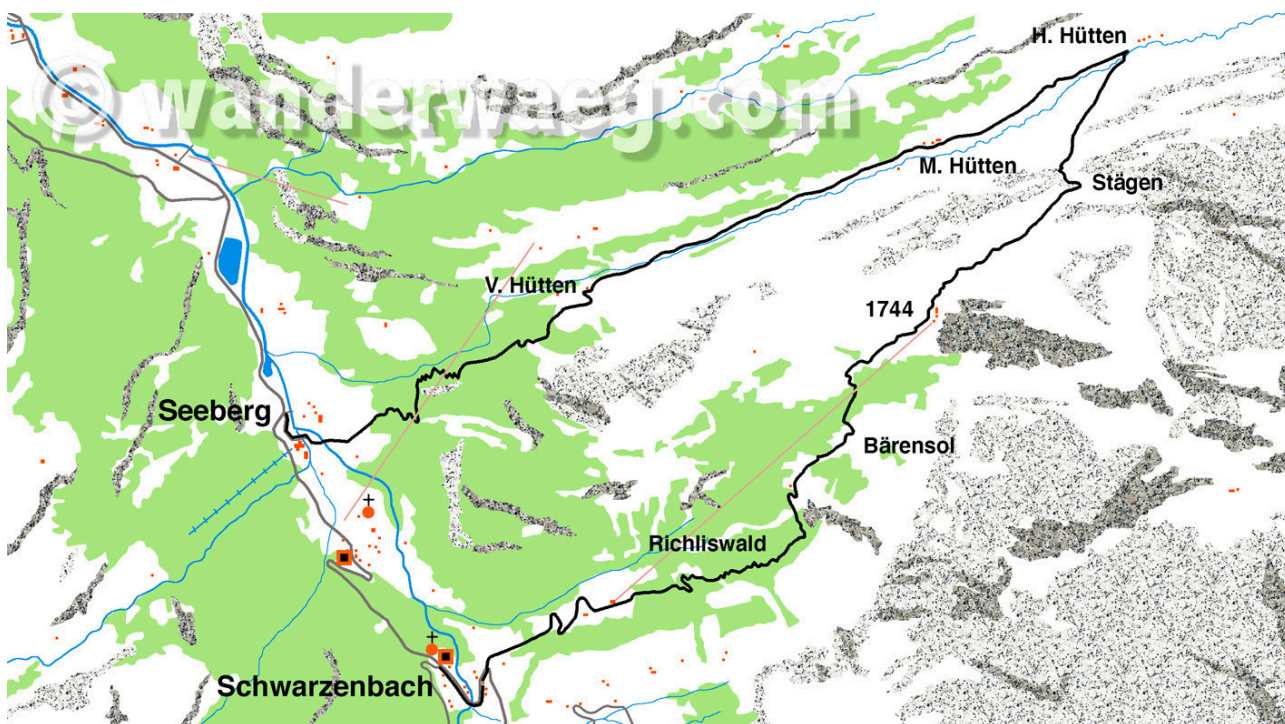 H. Hütten
© wanderwaeg.com
M. Hütten
Stägen
V. Hütten
1744
Seeberg
Bärensol
Richliswald
Schwarzenbach